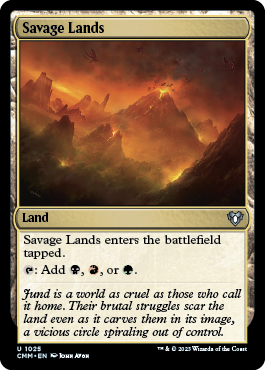 Savage Lands
Land
Savage Lands enters the battlefield
tapped.
: Add , , or .
Jund is a world as cruel as those who call
it home. Their brutal struggles scar the
land even as it carves them in its image,
a vicious circle spiraling out of control.
U 1025
CMM • EN John Avon
™ & © 2023 Wizards of the Coast